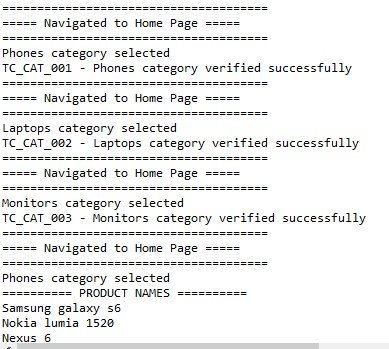 ======================================
===== Navigated to Home Page =====
======================================
Phones category selected
TC_CAT_001 - Phones category verified successfully
======================================
===== Navigated to Home Page =====
======================================
Laptops category selected
TC_CAT_002 - Laptops category verified successfully
======================================
===== Navigated to Home Page =====
======================================
Monitors category selected
TC_CAT_003 - Monitors category verified successfully
======================================
===== Navigated to Home Page =====
======================================
Phones category selected
========== PRODUCT NAMES ==========
Samsung galaxy s6
Nokia lumia 1520
Nexus 6